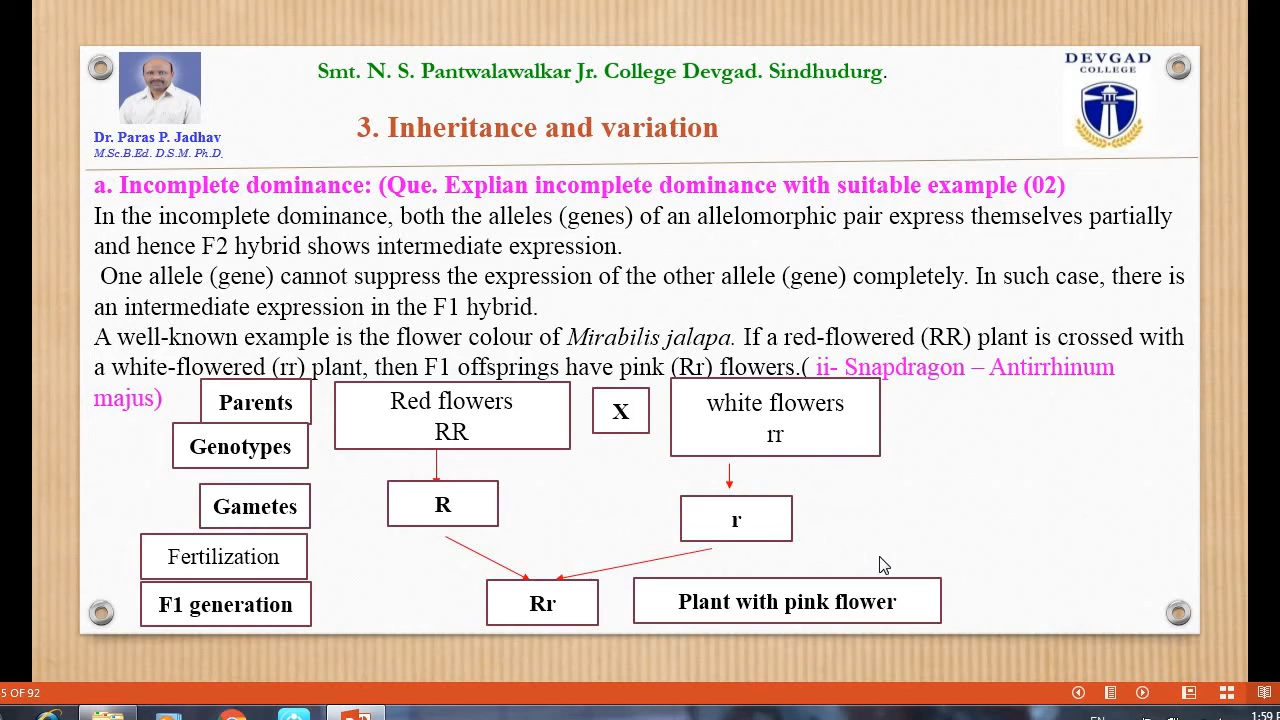 Smt. N. S. Pantwalawalkar Jr. College Devgad. Sindhudurg.
DEVGAD
COLLEGE
3. Inheritance and variation
Dr. Paras P. Jadhav
M.Sc.B.Ed. D.S.M. Ph.D.
a. Incomplete dominance: (Que. Explian incomplete dominance with suitable example (02)
In the incomplete dominance, both the alleles (genes) of an allelomorphic pair express themselves partially
and hence F2 hybrid shows intermediate expression.
One allele (gene) cannot suppress the expression of the other allele (gene) completely. In such case, there is
an intermediate expression in the F1 hybrid.
A well-known example is the flower colour of Mirabilis jalapa. If a red-flowered (RR) plant is crossed with
a white-flowered (rr) plant, then F1 offsprings have pink (Rr) flowers.( ii- Snapdragon – Antirrhinum
majus)
Parents
Red flowers
X
white flowers
Genotypes
RR
rr
Gametes
R
r
Fertilization
F1 generation
Rr
Plant with pink flower
5 OF 92
1:59